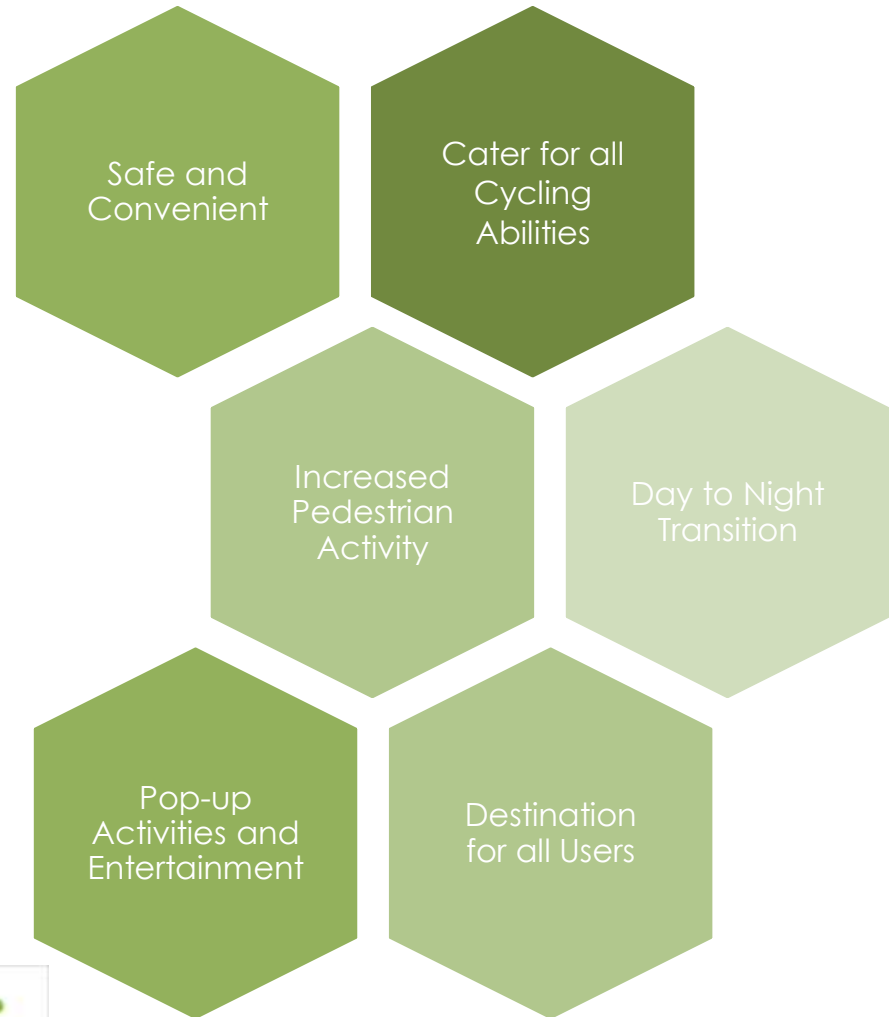 Safe and
Convenient
Cater for all
Cycling
Abilities
Increased
Pedestrian
Activity
Day to Night
Transition
Pop-up
Activities and
Entertainment
Destination
for all Users